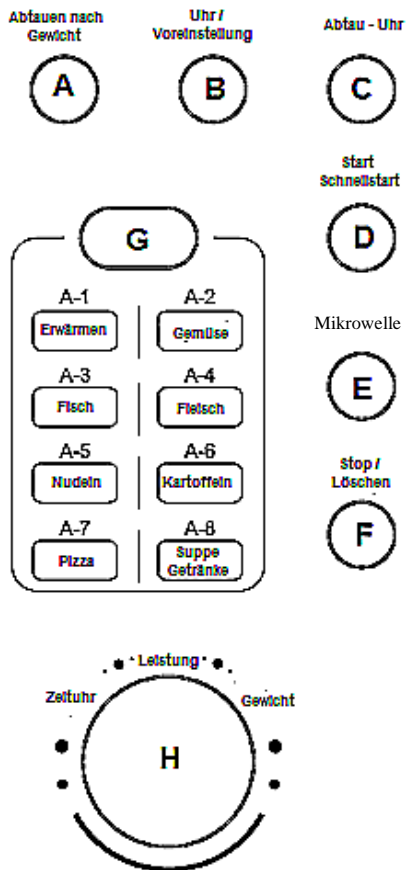 Abtauen nach
Gewicht
Uhr /
Voreinstellung
Abtau - Uhr
A
B
C
Start
Schnellstart
D
G
A-1
A-2
Erwärmen
Gemüse
Mikrowelle
A-3
A-4
Fisch
Fleisch
E
A-5
A-6
Nudeln
Kartoffeln
Stop /
Löschen
A-7
A-8
Pizza
Suppe
Getränke
F
Leistung
Zeituhr
Gewicht
H